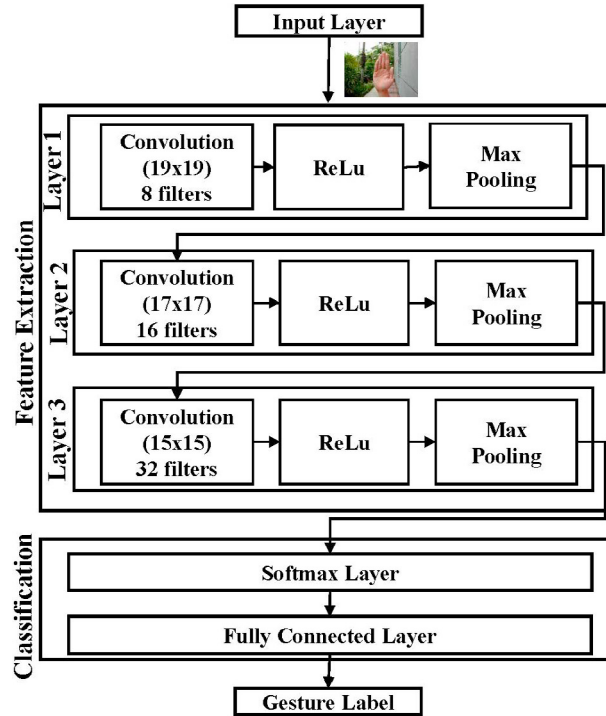 Input Layer
Feature Extraction
Layer 1
Convolution
(19x19)
8 filters
ReLu
Max
Pooling
Layer 2
Convolution
(17x17)
16 filters
ReLu
Max
Pooling
Layer 3
Convolution
(15x15)
32 filters
ReLu
Max
Pooling
Classification
Softmax Layer
Fully Connected Layer
Gesture Label